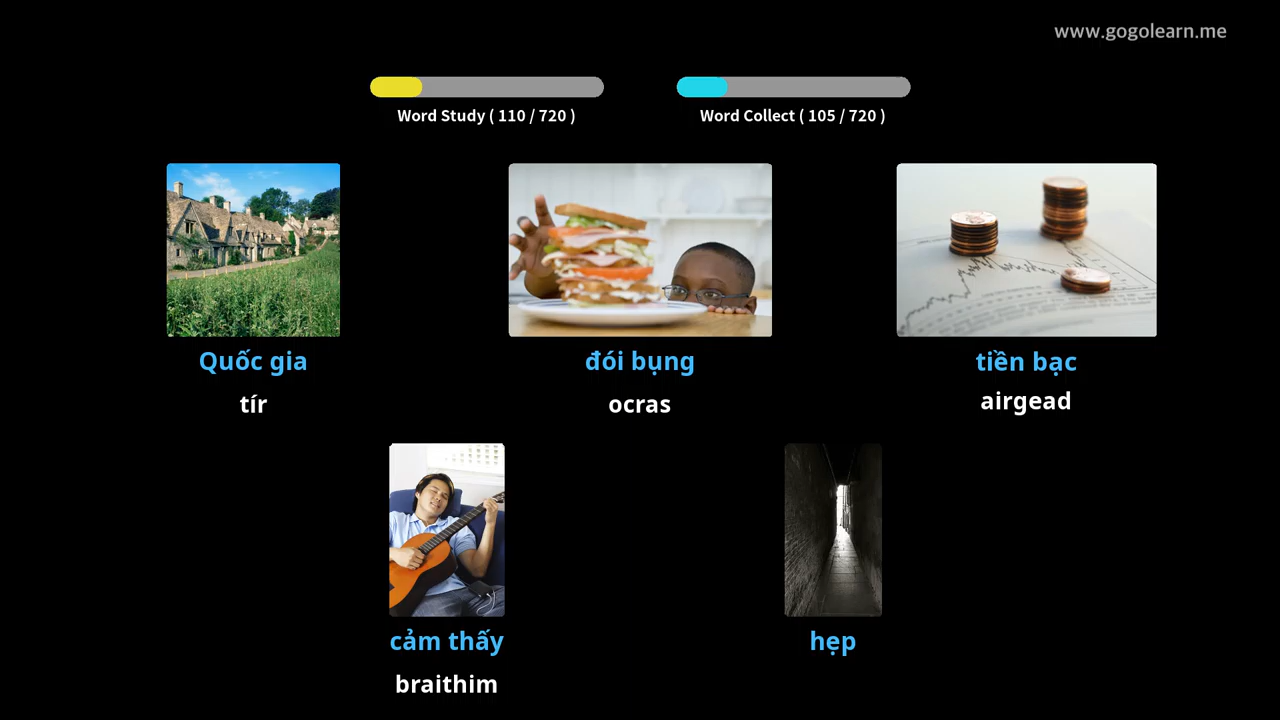 www.gogolearn.me
Word Study ( 110 / 720 )
Word Collect ( 105 / 720 )
Quốc gia
tír
đói bụng
ocras
tiền bạc
airgead
cảm thấy
braithim
hẹp